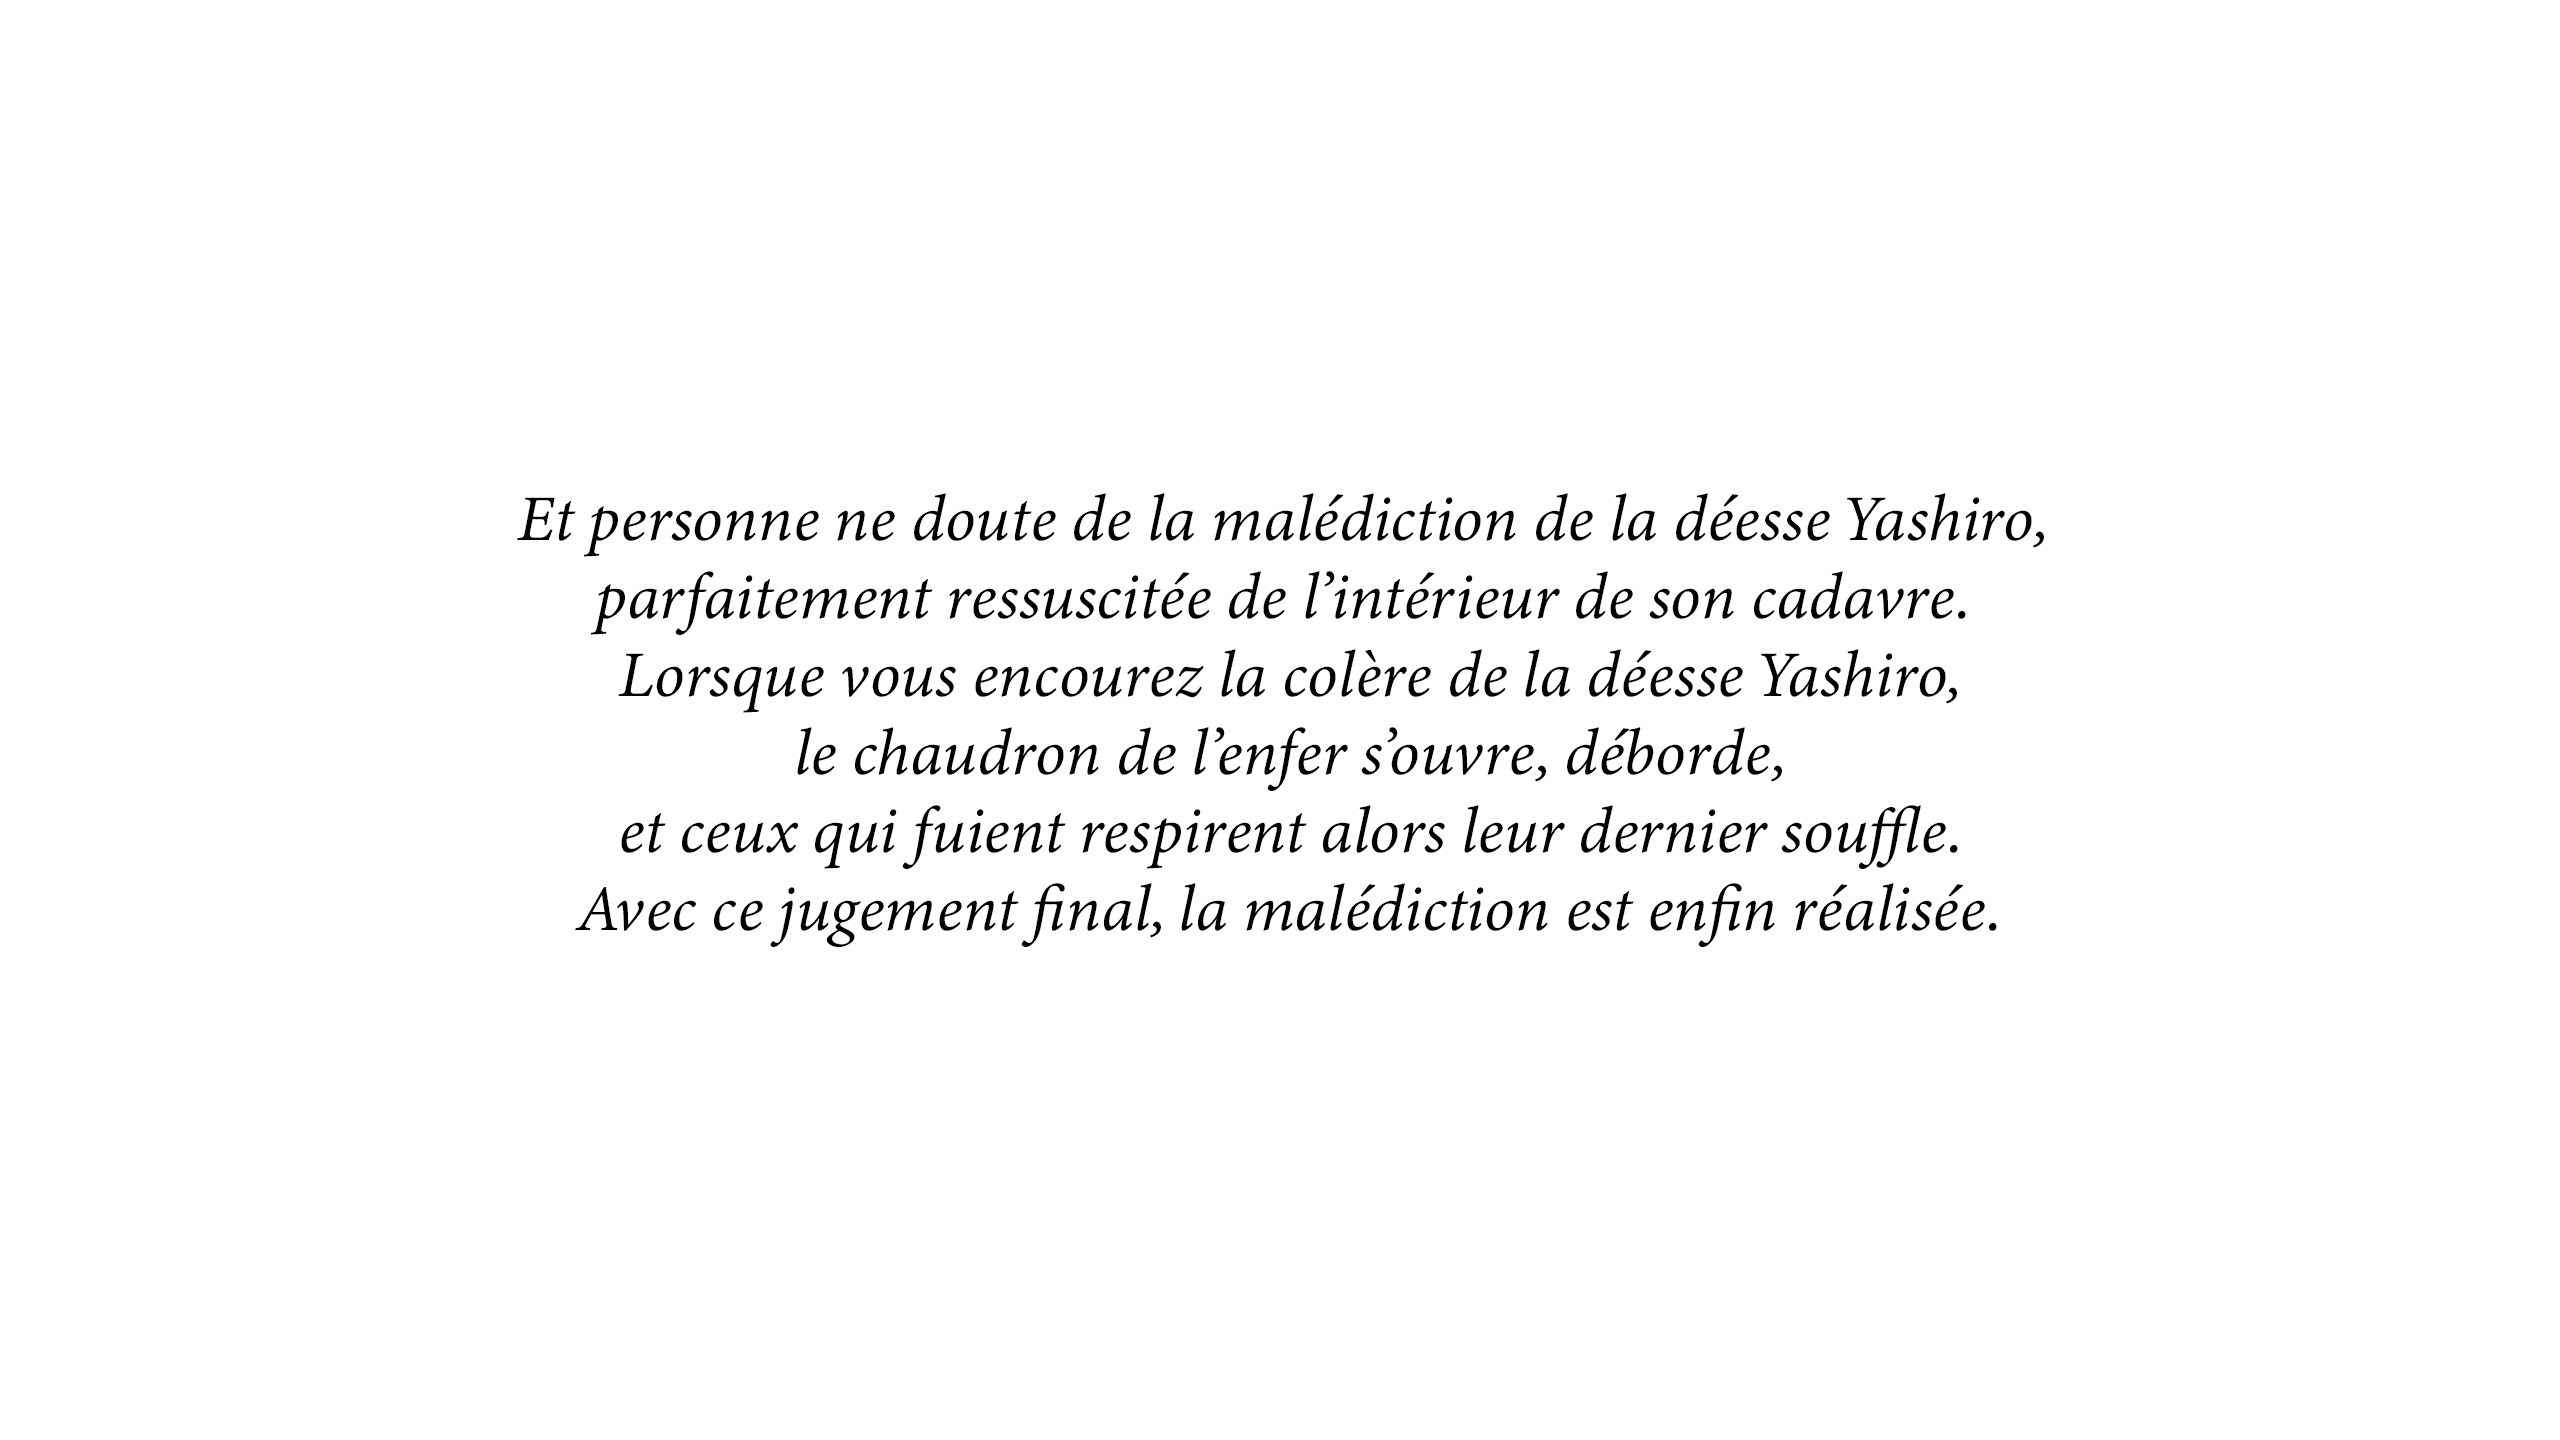 Et personne ne doute de la malédiction de la déesse Yashiro,
parfaitement ressuscitée de l’intérieur de son cadavre.
Lorsque vous encourez la colère de la déesse Yashiro,
le chaudron de l’enfer s’ouvre, déborde,
et ceux qui fuient respirent alors leur dernier souffle.
Avec ce jugement final, la malédiction est enfin réalisée.